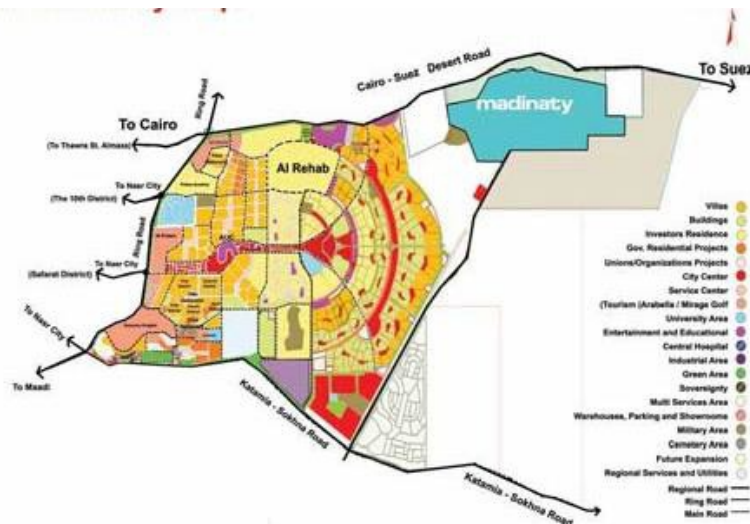 Cairo - Suez Desert Road
To Suez
madinaty
Ring Road
To Cairo
(To Thawra St. Almasa)
Al Rehab
To Nasr City
(The 10th District)
Ring Road
To Nasr City
(Safarat District)
To Nasr City
To Maadi
Katamia - Sokhna Road
Katamia - Sokhna Road
Villas
Buildings
Investors Residence
Gov. Residential Projects
Unions/Organizations Projects
City Center
Service Center
(Tourism (Arabella / Mirage Golf
University Area
Entertainment and Educational
Central Hospital
Industrial Area
Green Area
Sovereignty
Multi Services Area
Warehouses, Parking and Showrooms
Military Area
Cemetery Area
Future Expansion
Regional Services and Utilities
Regional Road
Ring Road
Main Road